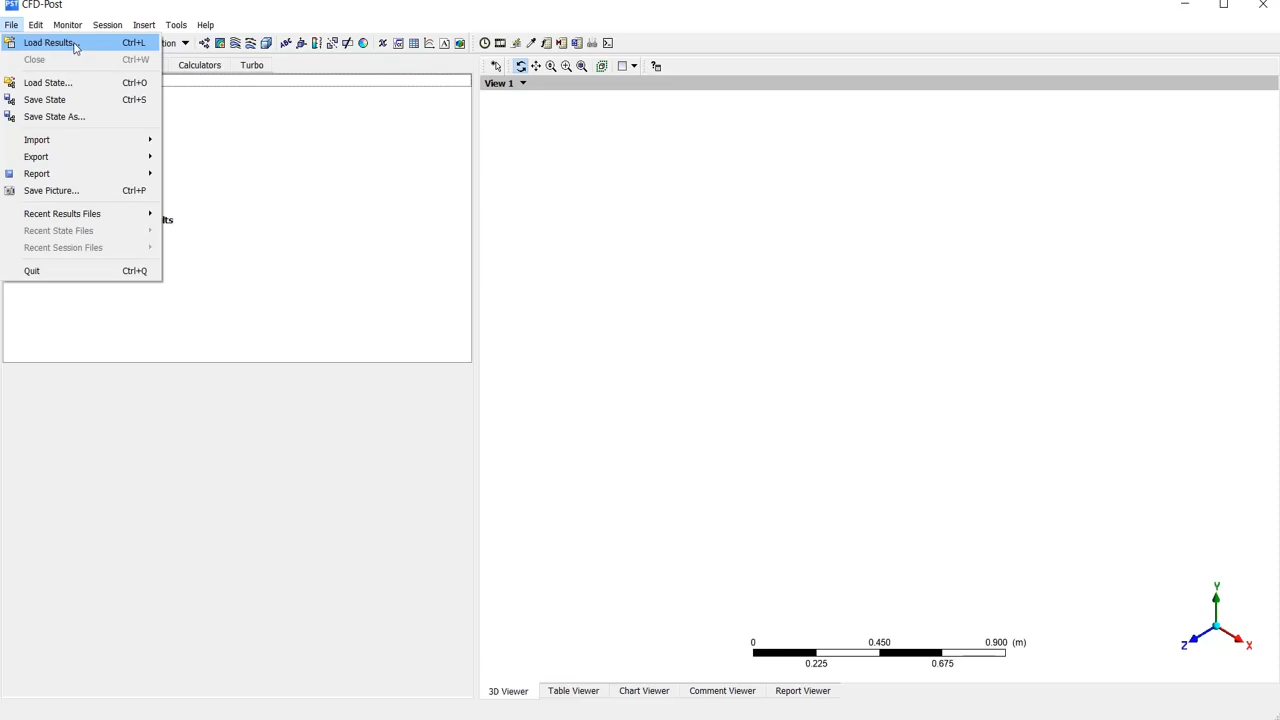 PST CFD-Post
File Edit Monitor Session Insert Tools Help
Load Results... Ctrl+L
Close Ctrl+W
Load State... Ctrl+O
Save State Ctrl+S
Save State As...
Import
Export
Report
Save Picture... Ctrl+P
Recent Results Files
Recent State Files
Recent Session Files
Quit Ctrl+Q
Calculators Turbo
View 1
Y
Z
X
0 0.450 0.900 (m)
0.225 0.675
3D Viewer Table Viewer Chart Viewer Comment Viewer Report Viewer